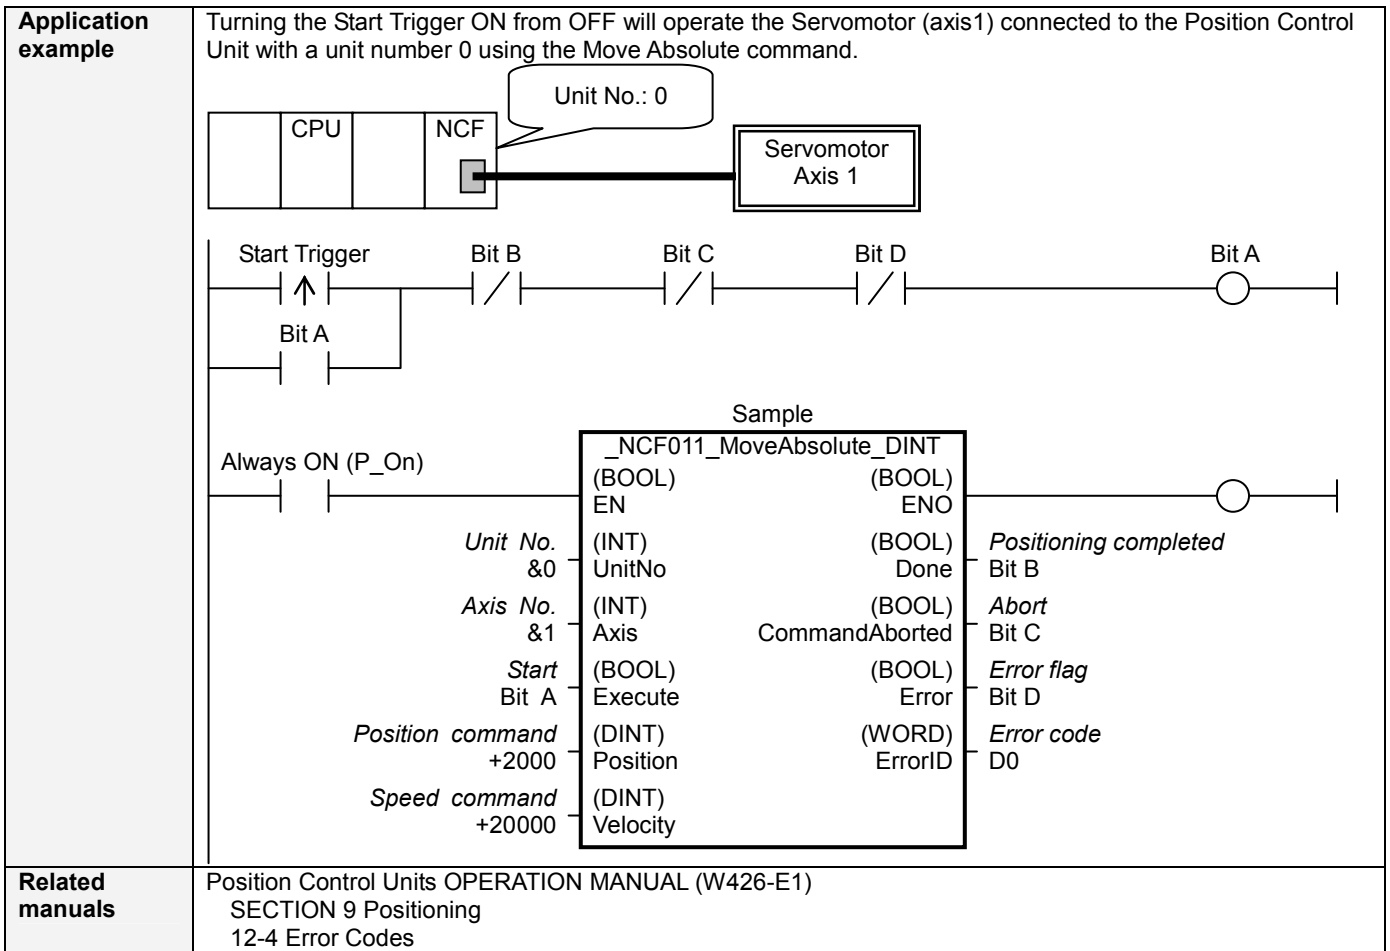 Application example
Turning the Start Trigger ON from OFF will operate the Servomotor (axis1) connected to the Position Control
Unit with a unit number 0 using the Move Absolute command.
Unit No.: 0
CPU
NCF
Servomotor
Axis 1
Start Trigger
Bit B
Bit C
Bit D
Bit A
Bit A
Sample
Always ON (P_On)
_NCF011_MoveAbsolute_DINT
(BOOL)
EN
(BOOL)
ENO
Unit No.
&0
(INT)
UnitNo
(BOOL)
Done
Positioning completed
Bit B
Axis No.
&1
(INT)
Axis
(BOOL)
CommandAborted
Abort
Bit C
Start
Bit A
(BOOL)
Execute
(BOOL)
Error
Error flag
Bit D
Position command
+2000
(DINT)
Position
(WORD)
ErrorID
Error code
D0
Speed command
+20000
(DINT)
Velocity
Related manuals
Position Control Units OPERATION MANUAL (W426-E1)
SECTION 9 Positioning
12-4 Error Codes